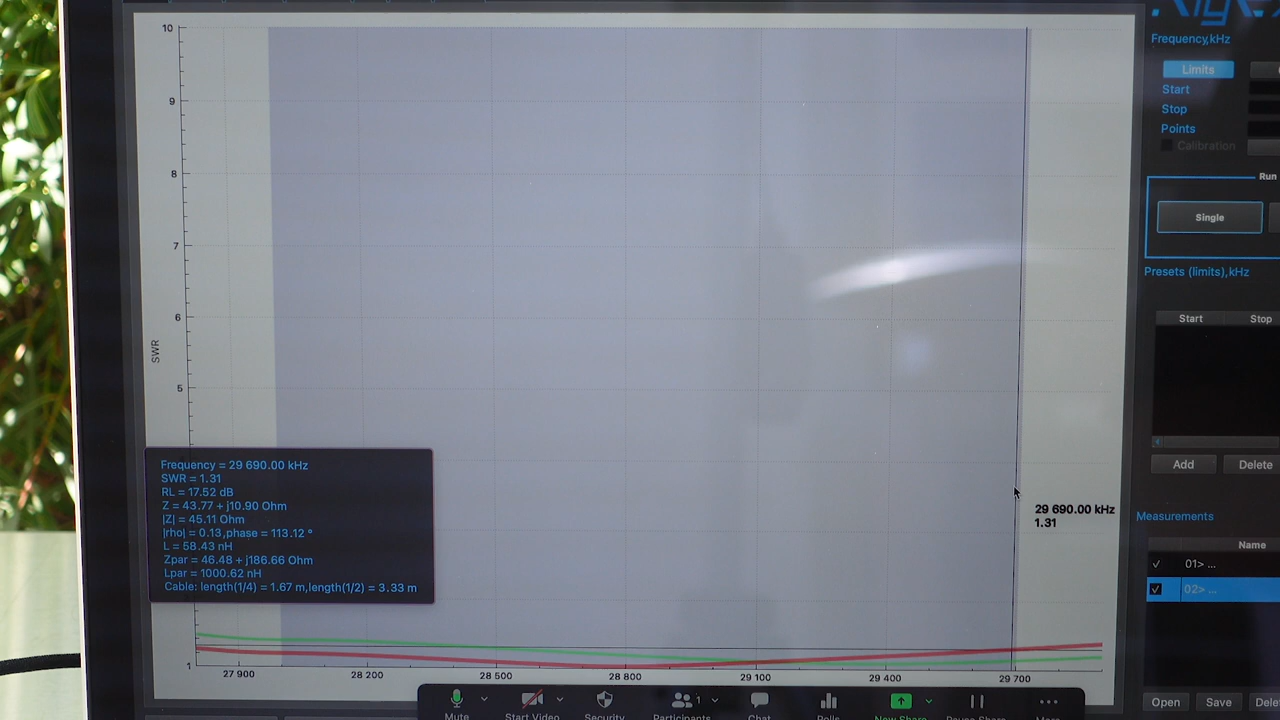 10
9
8
7
6
5
1
SWR
27 900
28 200
28 500
28 800
29 100
29 400
29 700
Frequency = 29 690.00 kHz
SWR = 1.31
RL = 17.52 dB
Z = 43.77 + j10.90 Ohm
|Z| = 45.11 Ohm
|rho| = 0.13,phase = 113.12 °
L = 58.43 nH
Zpar = 46.48 + j186.66 Ohm
Lpar = 1000.62 nH
Cable: length(1/4) = 1.67 m,length(1/2) = 3.33 m
29 690.00 kHz
1.31
Frequency,kHz
Limits
Start
Stop
Points
Calibration
Run
Single
Presets (limits),kHz
Start Stop
Add Delete
Measurements
Name
01> ...
02> ...
Open Save Dele
Mute Start Video Security Participants 1 Chat Polls New Share Pause Share More